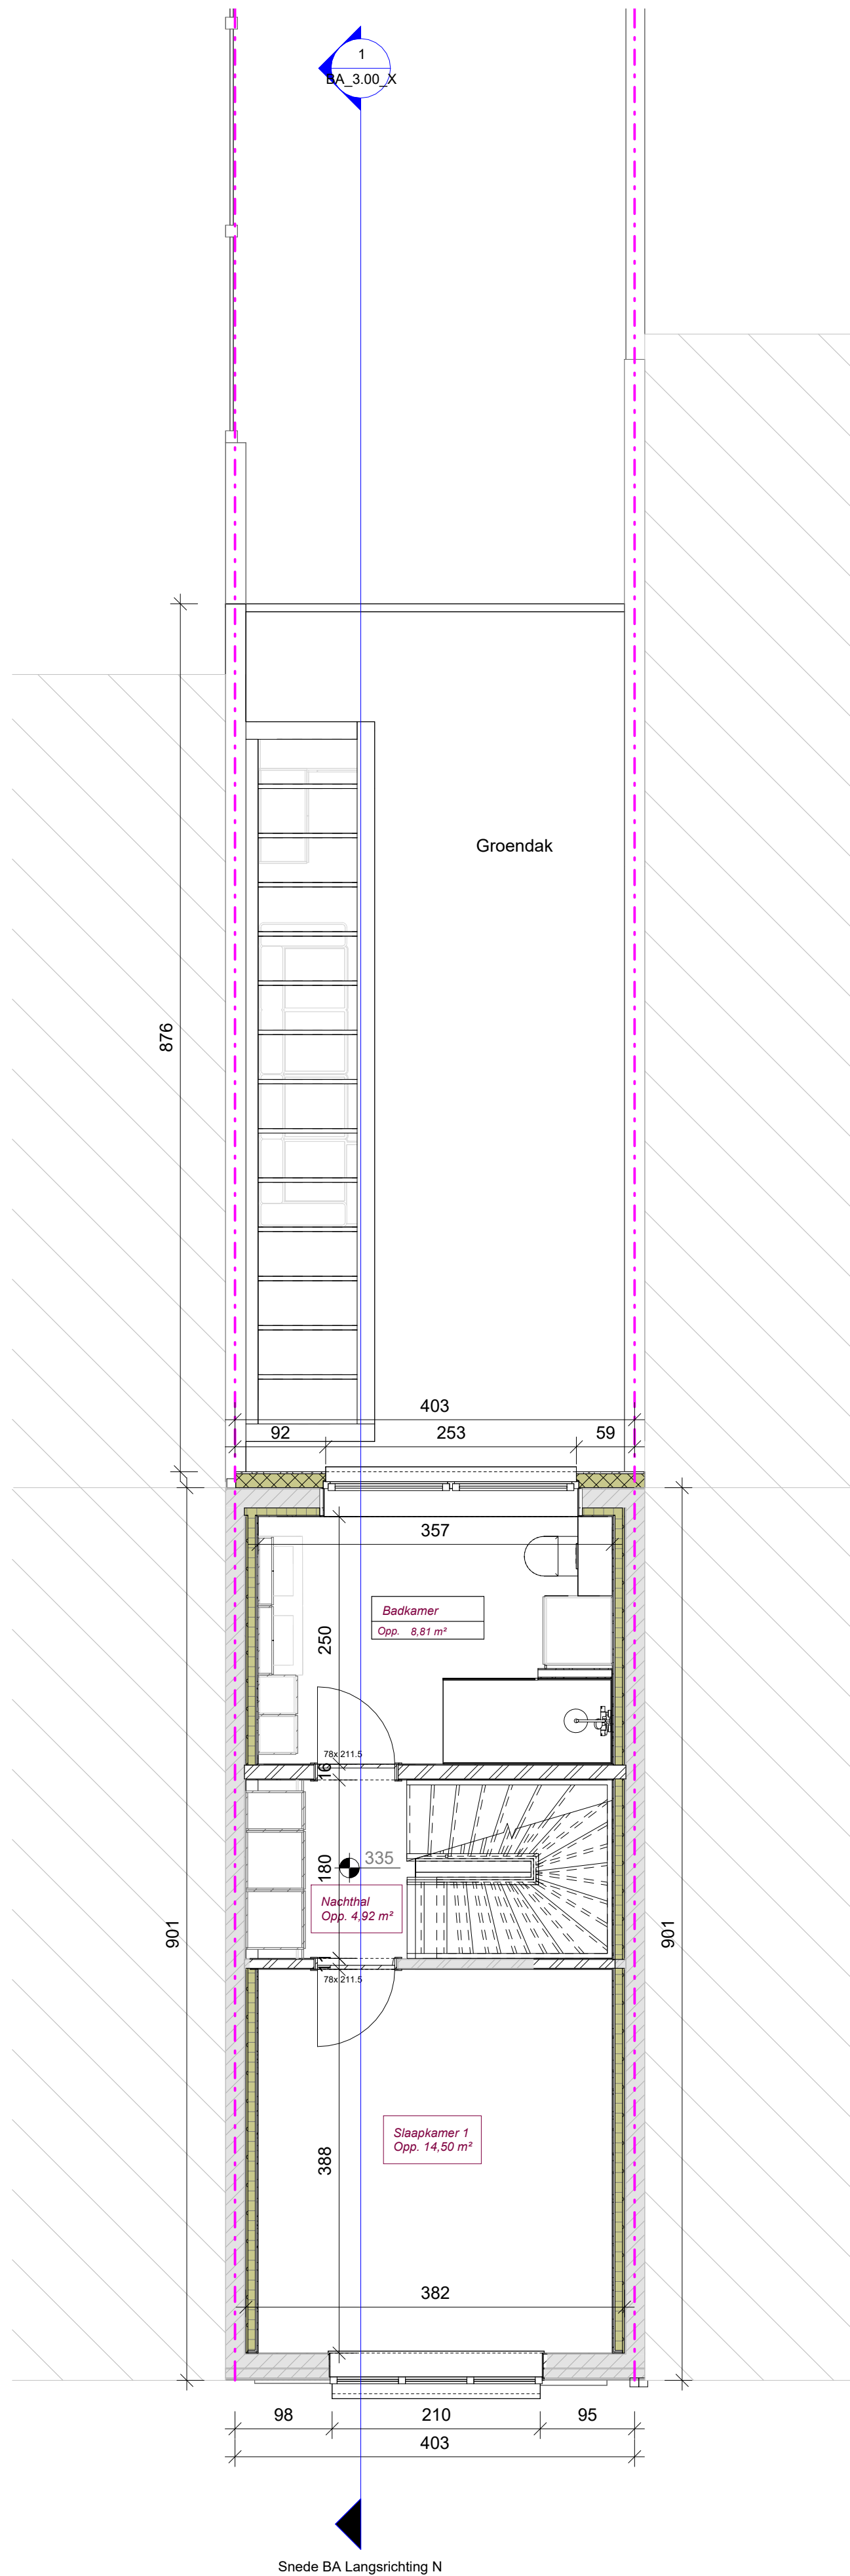 1
BA_3.00_X
Groendak
876
403
92 253 59
357
Badkamer
Opp. 8,81 m²
250
78x 211.5
16
335
180
Nachthal
Opp. 4,92 m²
11
78x 211.5
901
901
Slaapkamer 1
Opp. 14,50 m²
388
382
98 210 95
403
Snede BA Langsrichting N